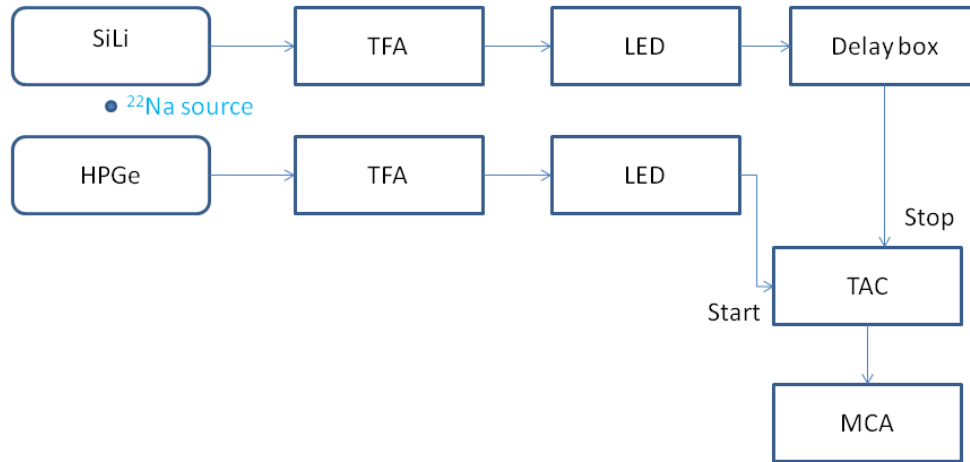 SiLi
TFA
LED
Delay box
²²Na source
HPGe
TFA
LED
Stop
Start
TAC
MCA